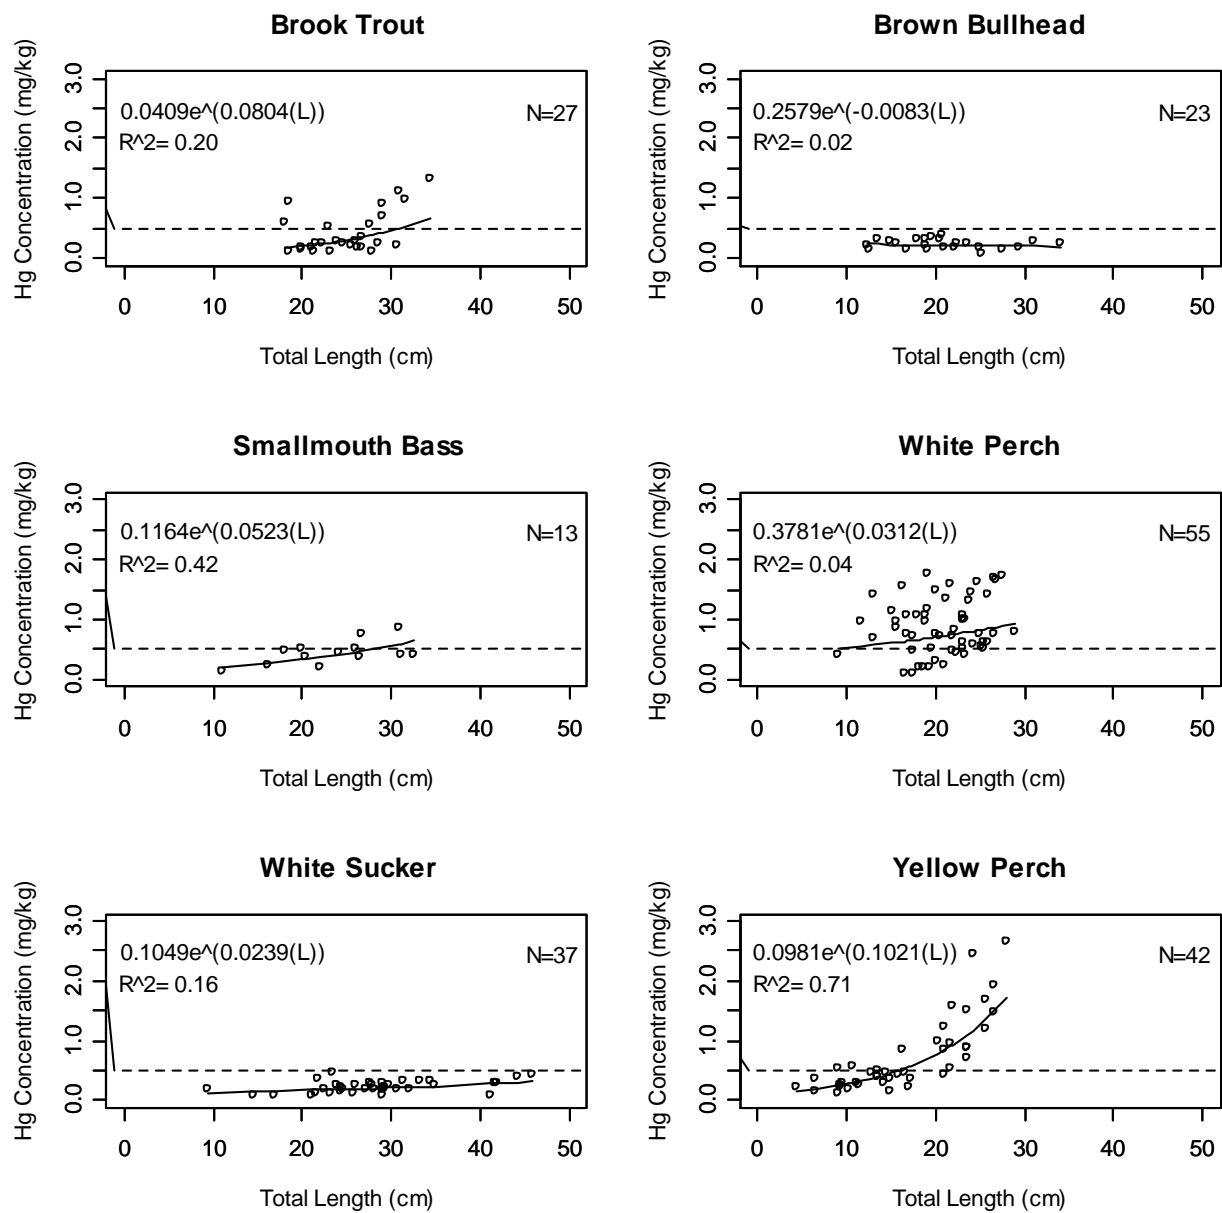 Brook Trout
Hg Concentration (mg/kg)
3.0
2.0
1.0
0.0
0.0409e^(0.0804(L))
R^2= 0.20
N=27
0 10 20 30 40 50
Total Length (cm)
Brown Bullhead
Hg Concentration (mg/kg)
3.0
2.0
1.0
0.0
0.2579e^(-0.0083(L))
R^2= 0.02
N=23
0 10 20 30 40 50
Total Length (cm)
Smallmouth Bass
Hg Concentration (mg/kg)
3.0
2.0
1.0
0.0
0.1164e^(0.0523(L))
R^2= 0.42
N=13
0 10 20 30 40 50
Total Length (cm)
White Perch
Hg Concentration (mg/kg)
3.0
2.0
1.0
0.0
0.3781e^(0.0312(L))
R^2= 0.04
N=55
0 10 20 30 40 50
Total Length (cm)
White Sucker
Hg Concentration (mg/kg)
3.0
2.0
1.0
0.0
0.1049e^(0.0239(L))
R^2= 0.16
N=37
0 10 20 30 40 50
Total Length (cm)
Yellow Perch
Hg Concentration (mg/kg)
3.0
2.0
1.0
0.0
0.0981e^(0.1021(L))
R^2= 0.71
N=42
0 10 20 30 40 50
Total Length (cm)